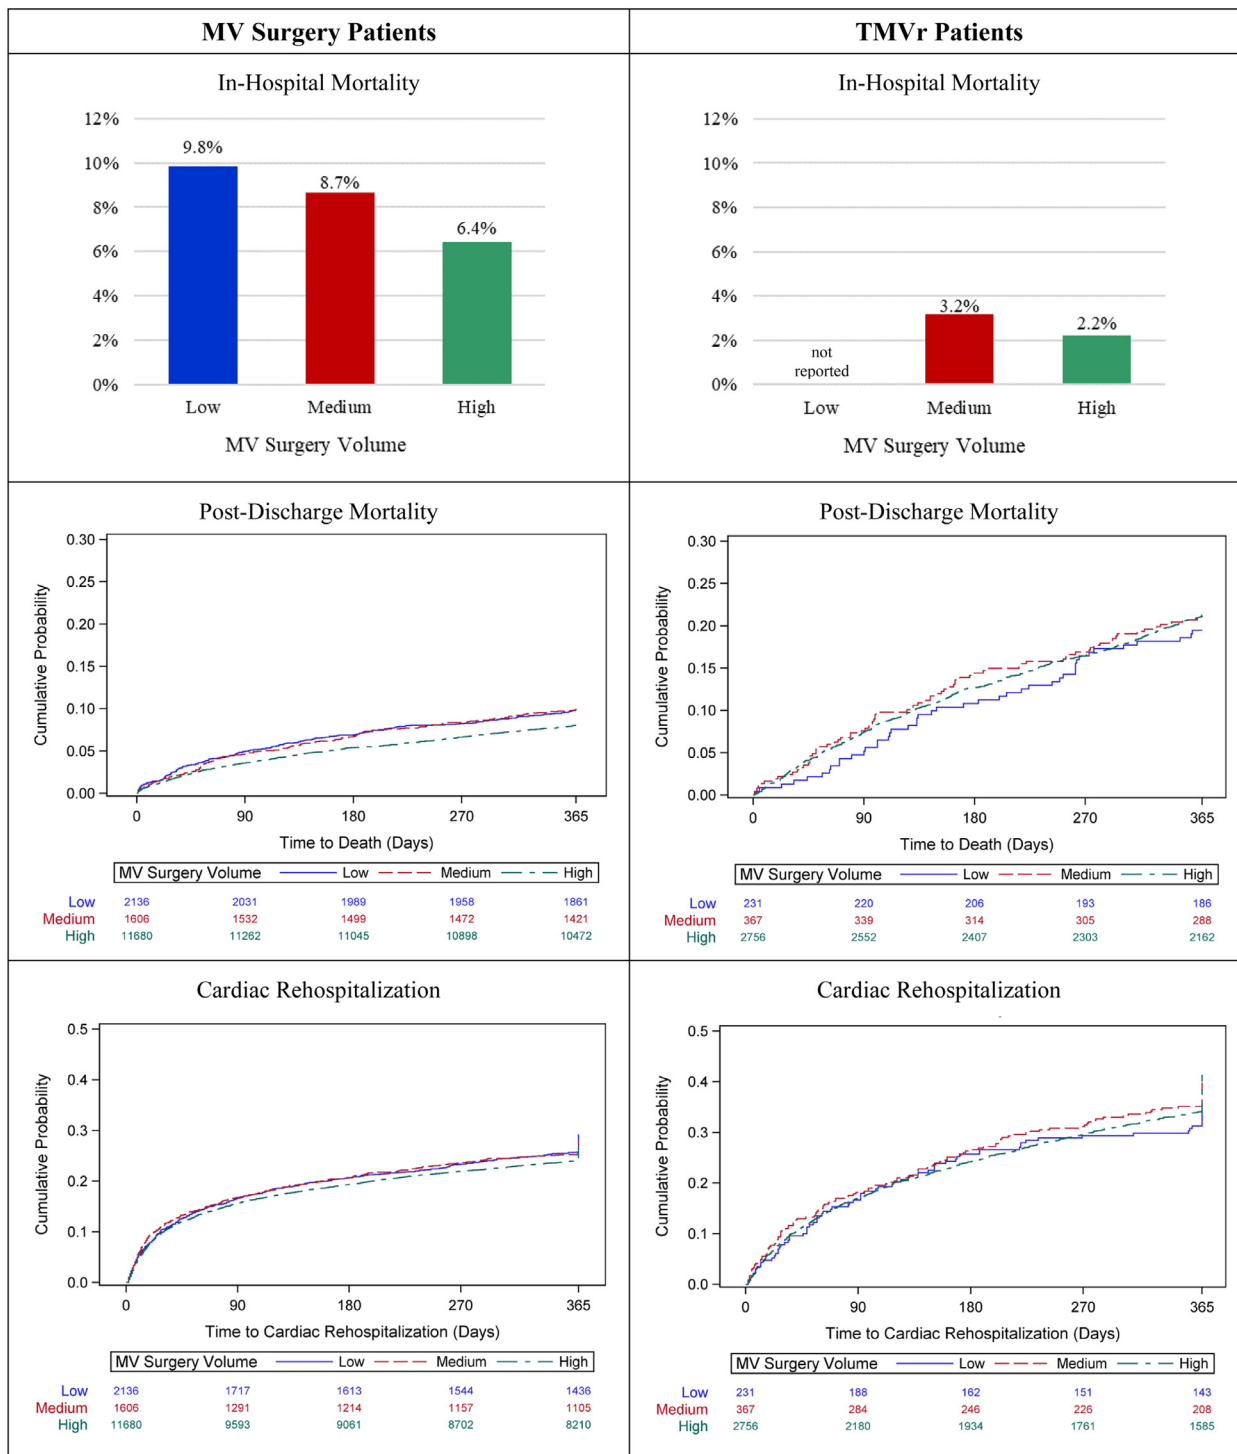 MV Surgery Patients
TMVr Patients
In-Hospital Mortality
12%
10%
8%
6%
4%
2%
0%
9.8%
8.7%
6.4%
Low Medium High
MV Surgery Volume
In-Hospital Mortality
12%
10%
8%
6%
4%
2%
0%
not
reported
3.2%
2.2%
Low Medium High
MV Surgery Volume
Post-Discharge Mortality
Cumulative Probability
0.30
0.25
0.20
0.15
0.10
0.05
0.00
0 90 180 270 365
Time to Death (Days)
MV Surgery Volume Low Medium High
Low 2136 2031 1989 1958 1861
Medium 1606 1532 1499 1472 1421
High 11680 11262 11045 10898 10472
Post-Discharge Mortality
Cumulative Probability
0.30
0.25
0.20
0.15
0.10
0.05
0.00
0 90 180 270 365
Time to Death (Days)
MV Surgery Volume Low Medium High
Low 231 220 206 193 186
Medium 367 339 314 305 288
High 2756 2552 2407 2303 2162
Cardiac Rehospitalization
Cumulative Probability
0.5
0.4
0.3
0.2
0.1
0.0
0 90 180 270 365
Time to Cardiac Rehospitalization (Days)
MV Surgery Volume Low Medium High
Low 2136 1717 1613 1544 1436
Medium 1606 1291 1214 1157 1105
High 11680 9593 9061 8702 8210
Cardiac Rehospitalization
Cumulative Probability
0.5
0.4
0.3
0.2
0.1
0.0
0 90 180 270 365
Time to Cardiac Rehospitalization (Days)
MV Surgery Volume Low Medium High
Low 231 188 162 151 143
Medium 367 284 246 226 208
High 2756 2180 1934 1761 1585